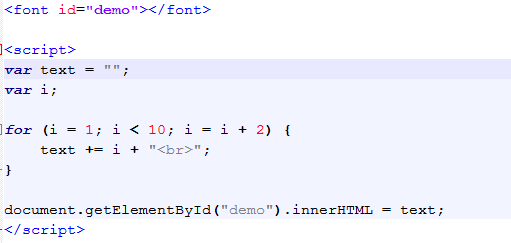 <font id="demo"></font>
<script>
var text = "";
var i;
for (i = 1; i < 10; i = i + 2) {
text += i + "<br>";
}
document.getElementById("demo").innerHTML = text;
</script>